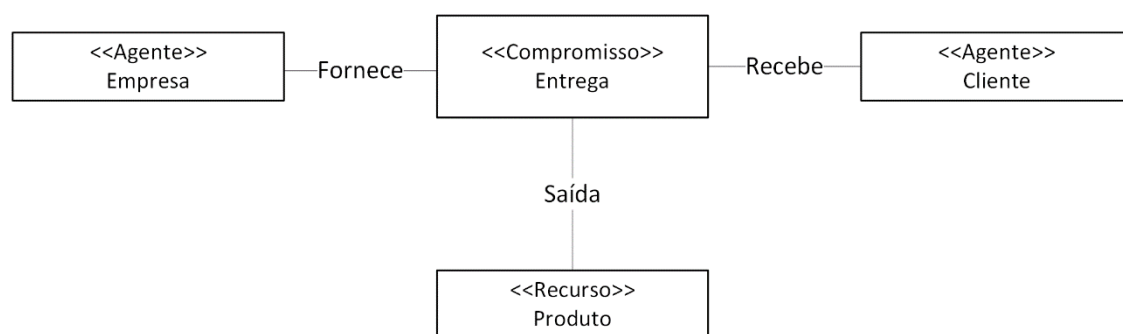 <<Agente>>
Empresa
Fornece
<<Compromisso>>
Entrega
Recebe
<<Agente>>
Cliente
Saída
<<Recurso>>
Produto